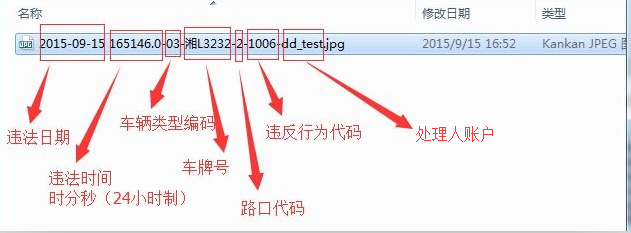 名称 修改日期 类型
2015-09-15 165146.0-03-湘L3232-2-1006-dd_test.jpg 2015/9/15 16:52 Kankan JPEG 图
违法日期
车辆类型编码
违反行为代码
处理人账户
违法时间
时分秒（24小时制）
车牌号
路口代码